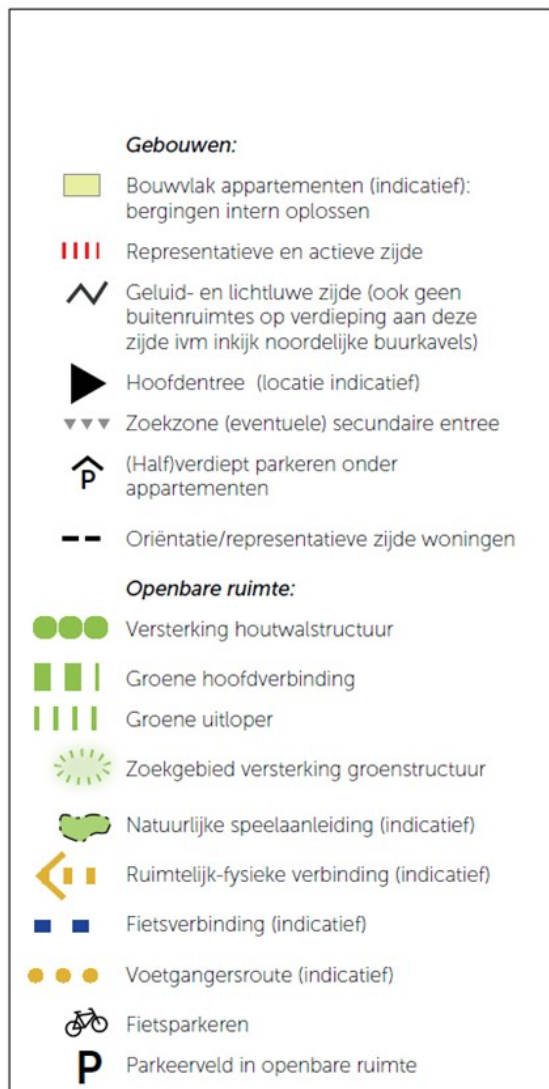 Gebouwen:
Bouwvlak appartementen (indicatief):
bergingen intern oplossen
Representatieve en actieve zijde
Geluid- en lichtluwe zijde (ook geen
buitenruimtes op verdieping aan deze
zijde ivm inkijk noordelijke buurkavels)
Hoofdentree (locatie indicatief)
Zoekzone (eventuele) secundaire entree
P (Half)verdiept parkeren onder
appartementen
Oriëntatie/representatieve zijde woningen
Openbare ruimte:
Versterking houtwalstructuur
Groene hoofdverbinding
Groene uitloper
Zoekgebied versterking groenstructuur
Natuurlijke speelaanleiding (indicatief)
Ruimtelijk-fysieke verbinding (indicatief)
Fietsverbinding (indicatief)
Voetgangersroute (indicatief)
Fietsparkeren
P Parkeerveld in openbare ruimte